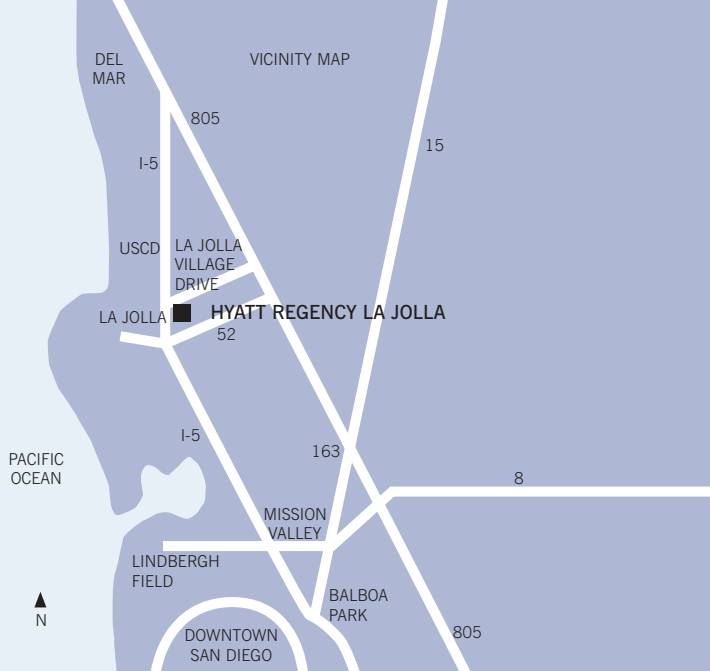 DEL
MAR
VICINITY MAP
805
15
I-5
USCD
LA JOLLA
VILLAGE
DRIVE
LA JOLLA
HYATT REGENCY LA JOLLA
52
I-5
163
PACIFIC
OCEAN
8
MISSION
VALLEY
LINDBERGH
FIELD
BALBOA
PARK
N
DOWNTOWN
SAN DIEGO
805